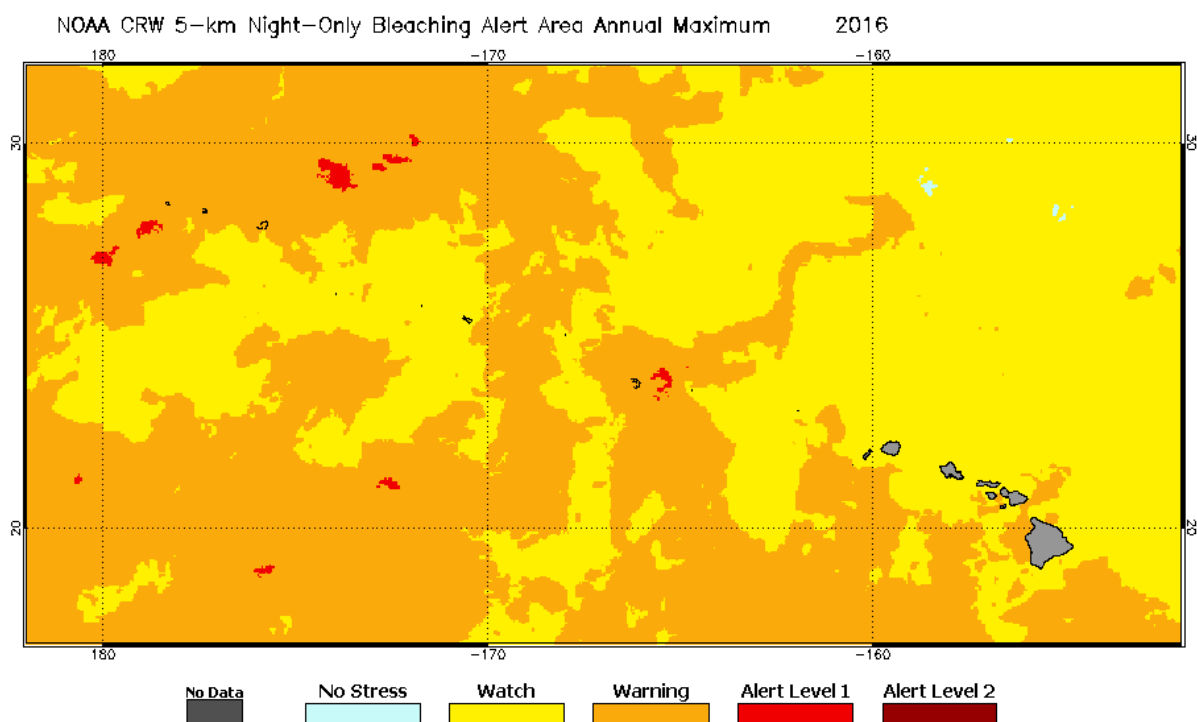 NOAA CRW 5-km Night-Only Bleaching Alert Area Annual Maximum 2016
180 -170 -160
30 30
20 20
180 -170 -160
No Data No Stress Watch Warning Alert Level 1 Alert Level 2